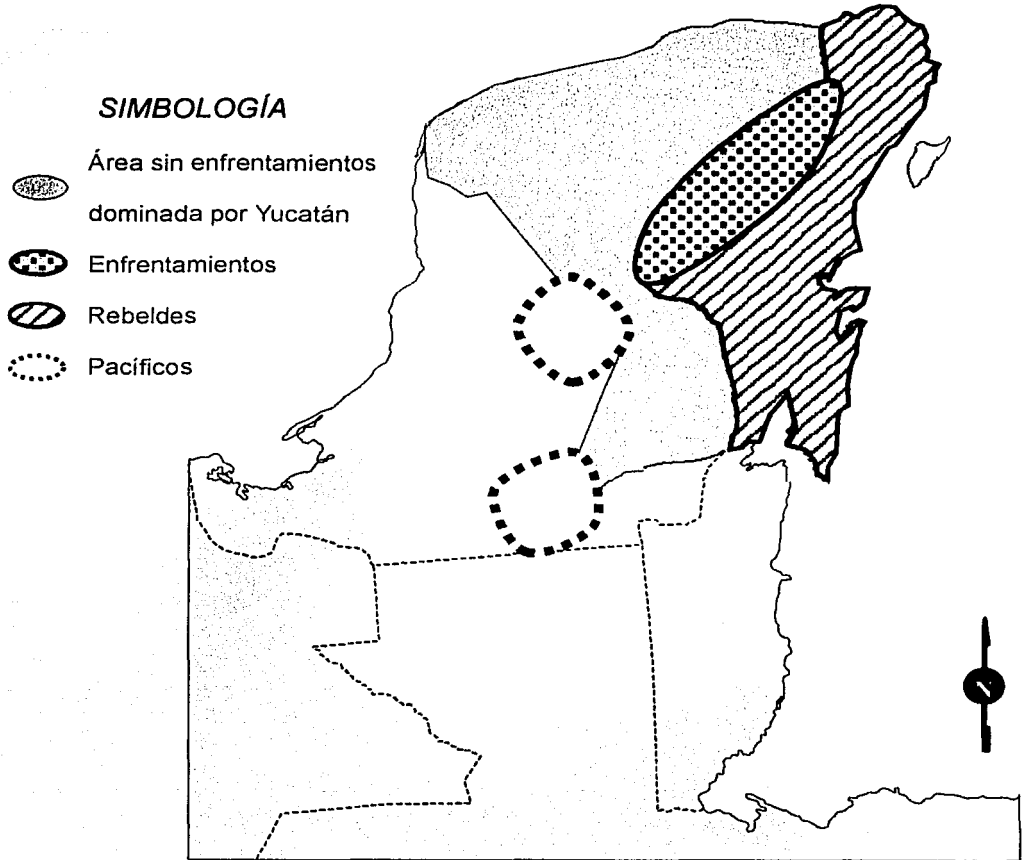 SIMBOLOGÍA
Área sin enfrentamientos
dominada por Yucatán
Enfrentamientos
Rebeldes
Pacíficos